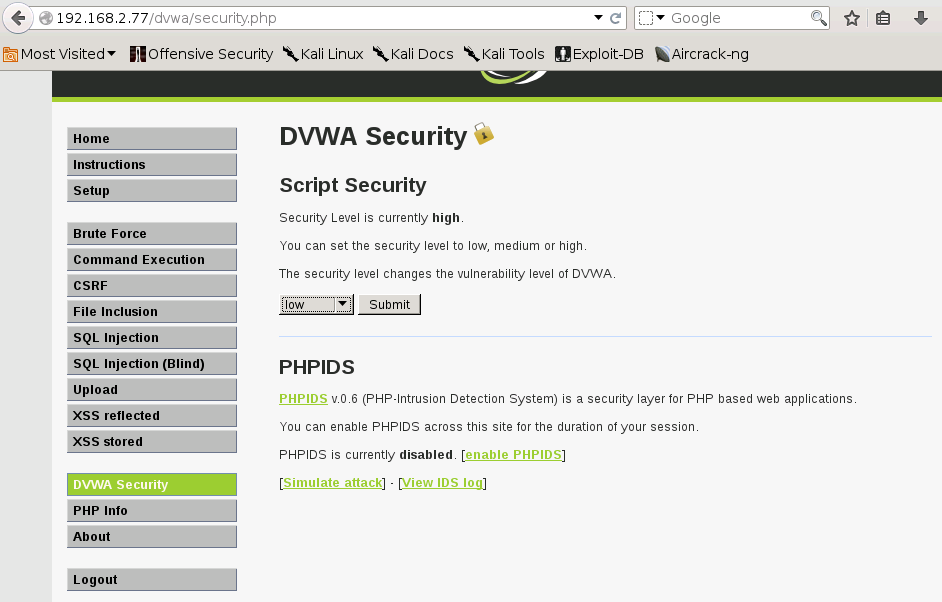 192.168.2.77/dvwa/security.php
Google
Most Visited
Offensive Security
Kali Linux
Kali Docs
Kali Tools
Exploit-DB
Aircrack-ng
Home
Instructions
Setup
Brute Force
Command Execution
CSRF
File Inclusion
SQL Injection
SQL Injection (Blind)
Upload
XSS reflected
XSS stored
DVWA Security
PHP Info
About
Logout
DVWA Security
Script Security
Security Level is currently high.
You can set the security level to low, medium or high.
The security level changes the vulnerability level of DVWA.
low
Submit
PHPIDS
PHPIDS v.0.6 (PHP-Intrusion Detection System) is a security layer for PHP based web applications.
You can enable PHPIDS across this site for the duration of your session.
PHPIDS is currently disabled. [enable PHPIDS]
[Simulate attack] - [View IDS log]